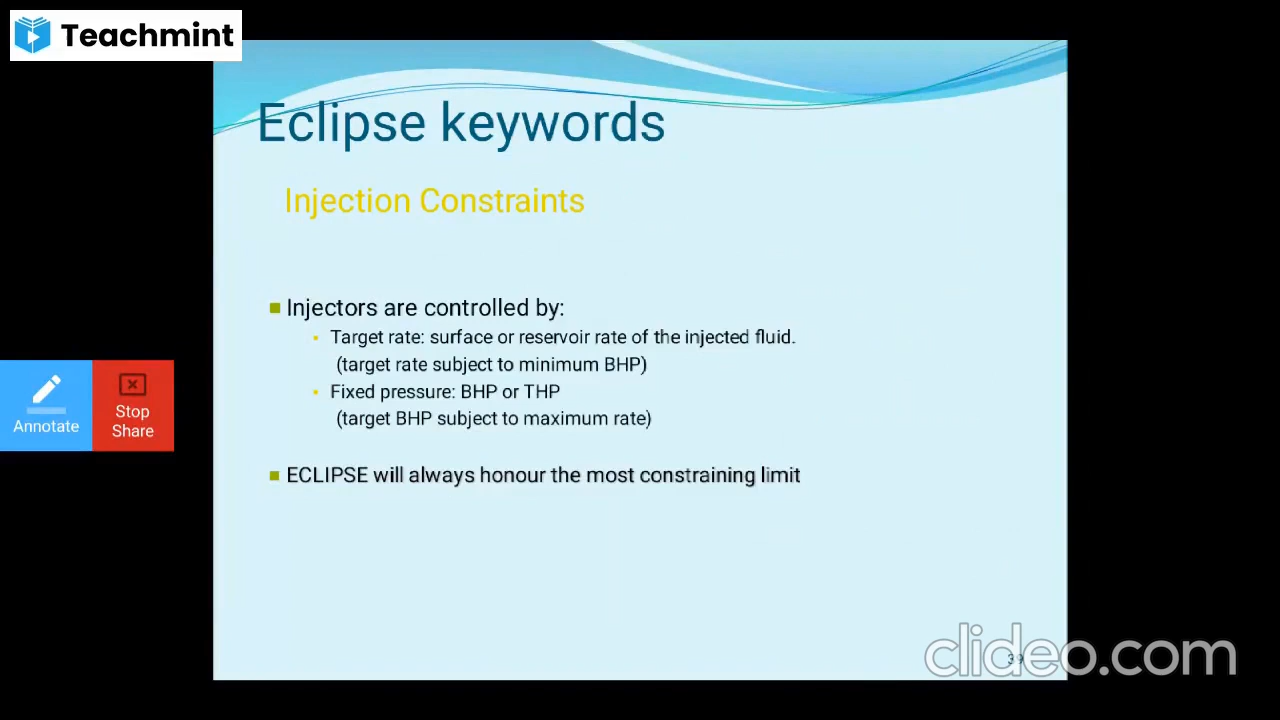 Teachmint
Eclipse keywords
Injection Constraints
Injectors are controlled by:
Target rate: surface or reservoir rate of the injected fluid.
(target rate subject to minimum BHP)
Fixed pressure: BHP or THP
(target BHP subject to maximum rate)
Annotate
Stop
Share
ECLIPSE will always honour the most constraining limit
clideo.com
39